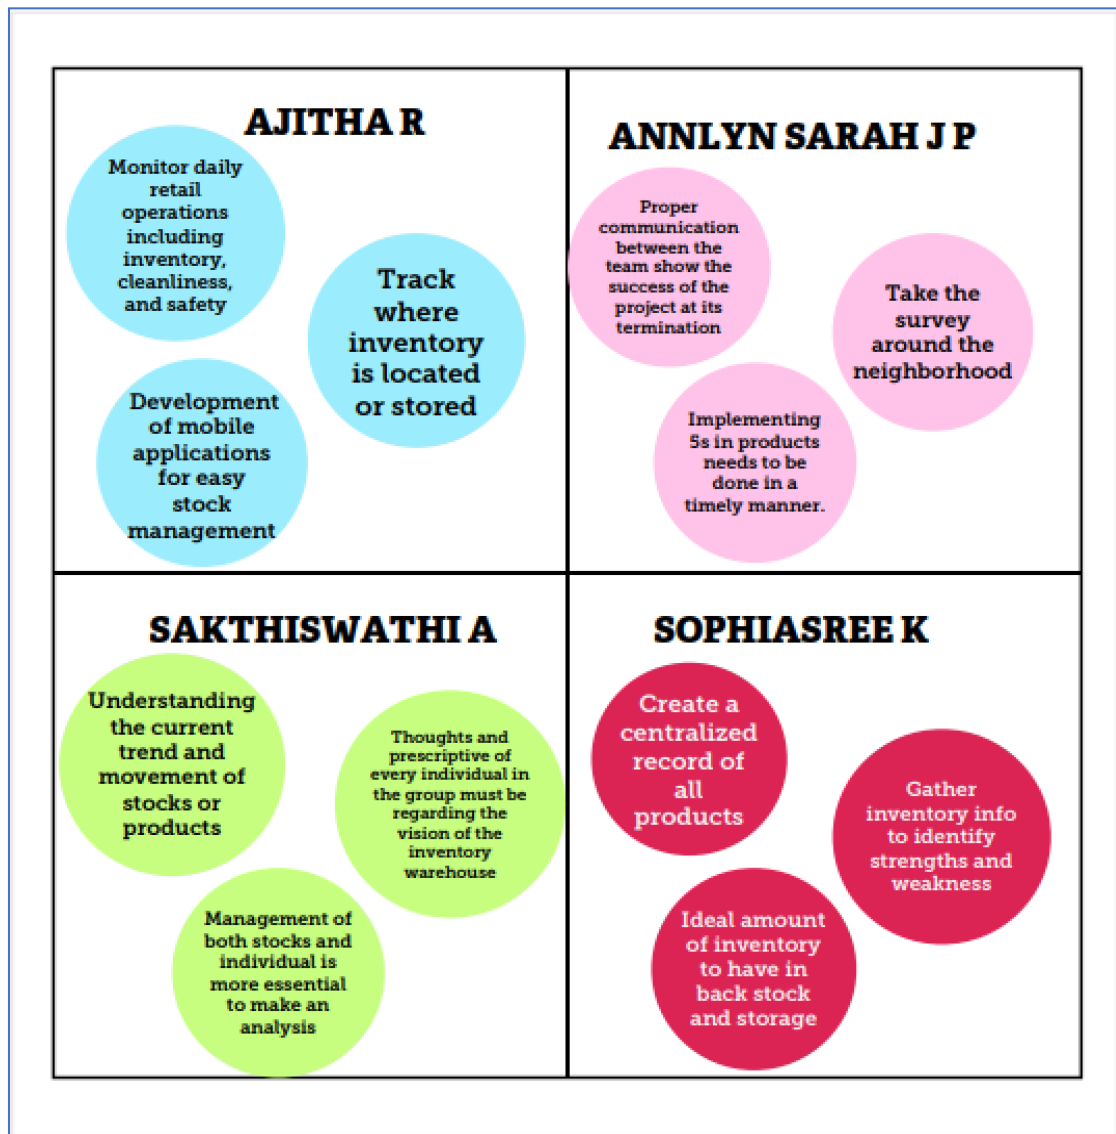 AJITHA R
Monitor daily
retail
operations
including
inventory,
cleanliness,
and safety
Track
where
inventory
is located
or stored
Development
of mobile
applications
for easy
stock
management
ANNLYN SARAH J P
Proper
communication
between the
team show the
success of the
project at its
termination
Take the
survey
around the
neighborhood
Implementing
5s in products
needs to be
done in a
timely manner.
SAKTHISWATHI A
Understanding
the current
trend and
movement of
stocks or
products
Thoughts and
prescriptive of
every individual in
the group must be
regarding the
vision of the
inventory
warehouse
Management of
both stocks and
individual is
more essential
to make an
analysis
SOPHIASREE K
Create a
centralized
record of
all
products
Gather
inventory info
to identify
strengths and
weakness
Ideal amount
of inventory
to have in
back stock
and storage